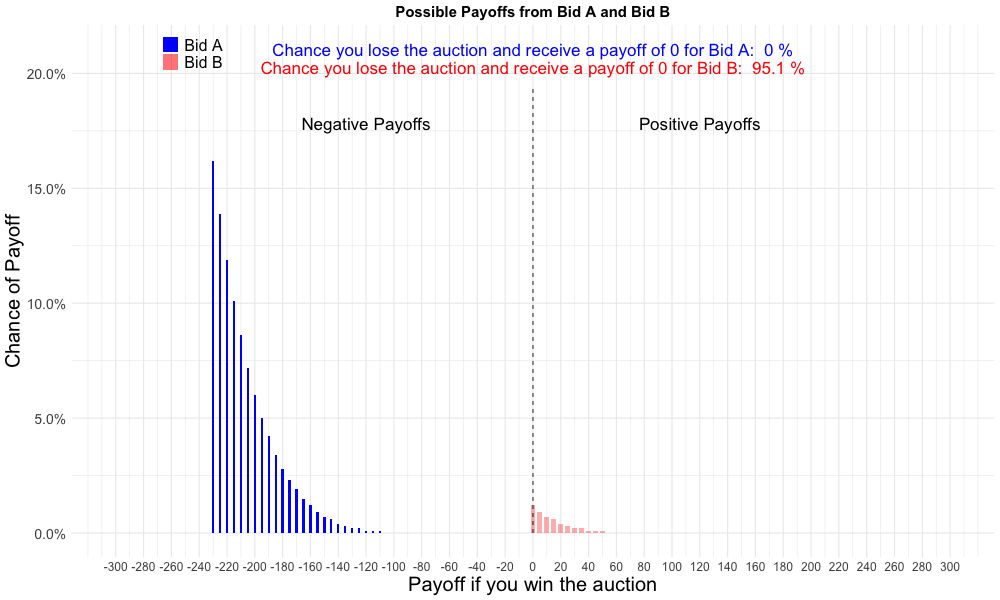 Possible Payoffs from Bid A and Bid B
Bid A
Bid B
Chance you lose the auction and receive a payoff of 0 for Bid A:  0 %
Chance you lose the auction and receive a payoff of 0 for Bid B:  95.1 %
Negative Payoffs
Positive Payoffs
Chance of Payoff
20.0%
15.0%
10.0%
5.0%
0.0%
-300 -280 -260 -240 -220 -200 -180 -160 -140 -120 -100 -80 -60 -40 -20 0 20 40 60 80 100 120 140 160 180 200 220 240 260 280 300
Payoff if you win the auction